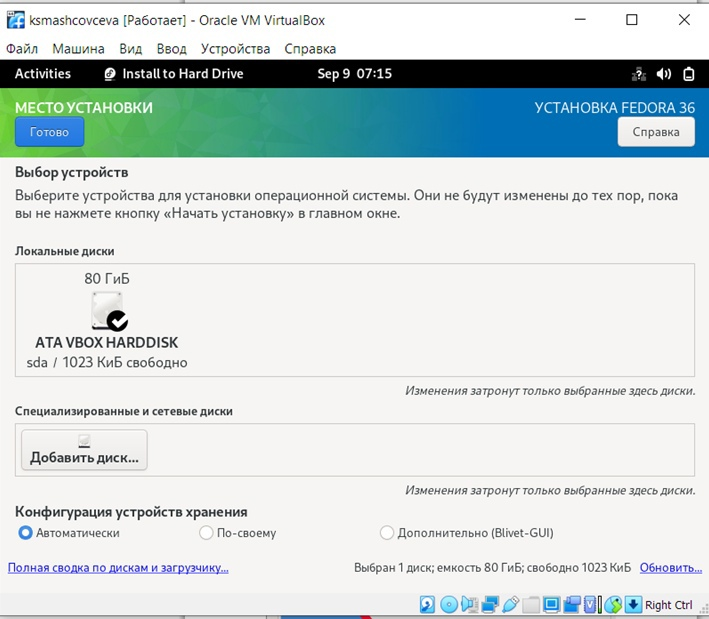 ksmashcovceva [Работает] - Oracle VM VirtualBox
Файл Машина Вид Ввод Устройства Справка
Activities Install to Hard Drive Sep 9 07:15
МЕСТО УСТАНОВКИ УСТАНОВКА FEDORA 36
Готово Справка
Выбор устройств
Выберите устройства для установки операционной системы. Они не будут изменены до тех пор, пока
вы не нажмете кнопку «Начать установку» в главном окне.
Локальные диски
80 ГиБ
ATA VBOX HARDDISK
sda / 1023 КиБ свободно
Изменения затронут только выбранные здесь диски.
Специализированные и сетевые диски
Добавить диск...
Изменения затронут только выбранные здесь диски.
Конфигурация устройств хранения
Автоматически По-своему Дополнительно (Blivet-GUI)
Полная сводка по дискам и загрузчику... Выбран 1 диск; емкость 80 ГиБ; свободно 1023 КиБ Обновить...
Right Ctrl